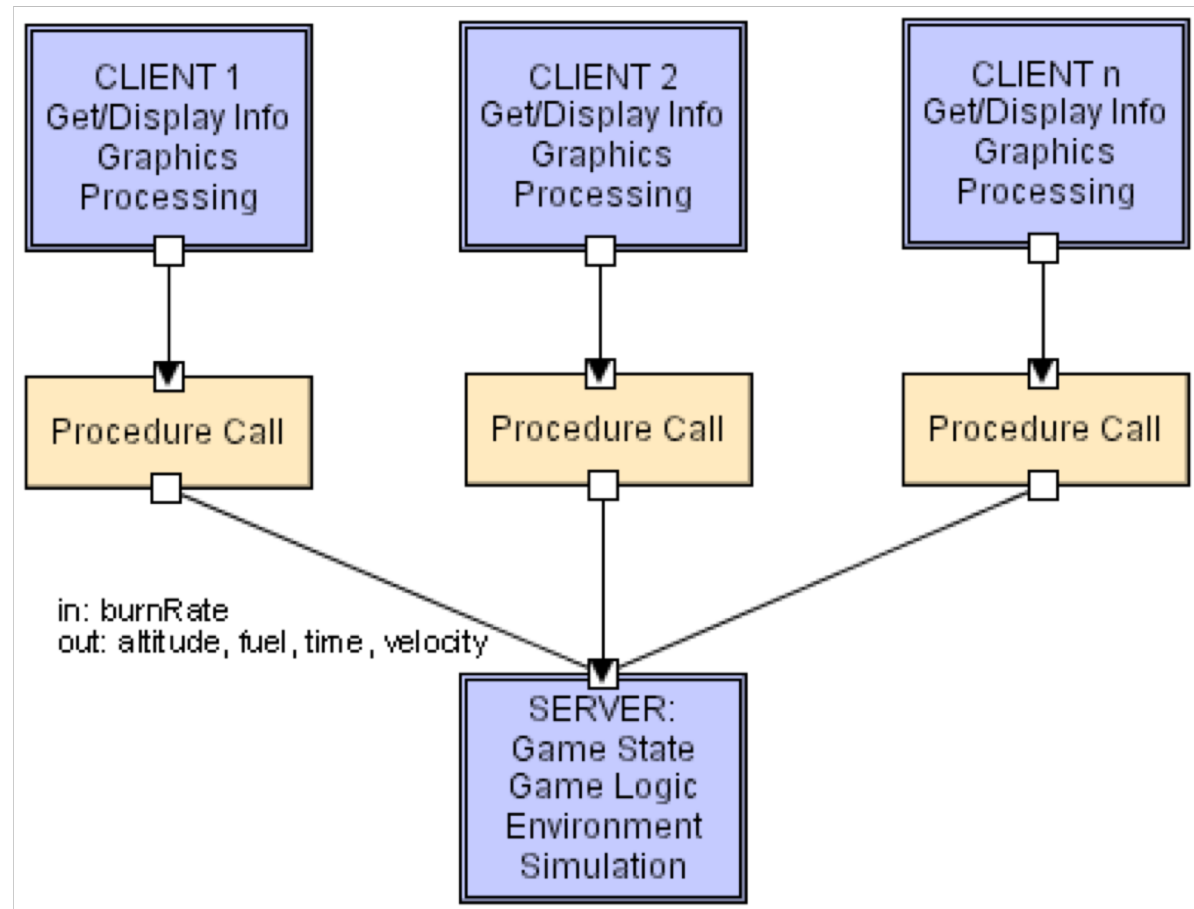 CLIENT 1
Get/Display Info
Graphics
Processing
CLIENT 2
Get/Display Info
Graphics
Processing
CLIENT n
Get/Display Info
Graphics
Processing
Procedure Call
Procedure Call
Procedure Call
in: burnRate
out: altitude, fuel, time, velocity
SERVER:
Game State
Game Logic
Environment
Simulation